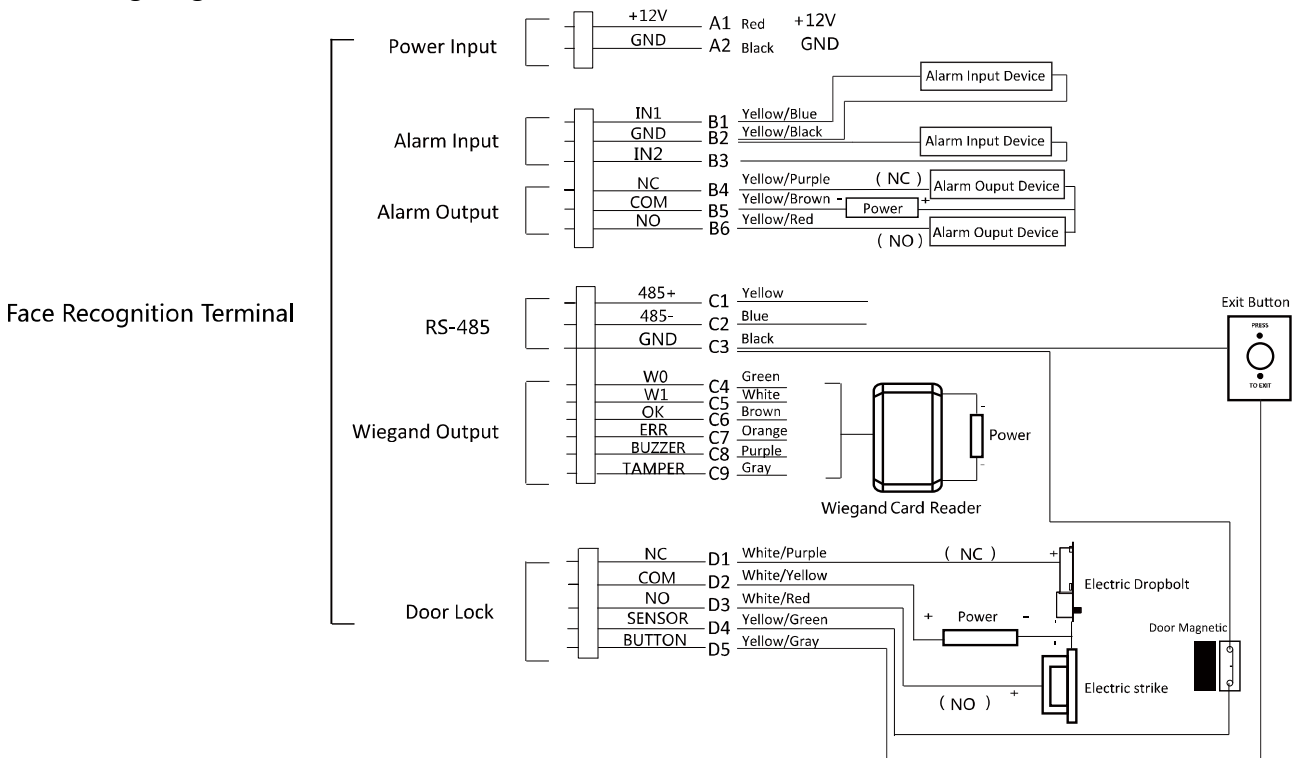 Power Input
+12V A1 Red +12V
GND A2 Black GND
Alarm Input
IN1 B1 Yellow/Blue
GND B2 Yellow/Black
IN2 B3
Alarm Input Device
Alarm Input Device
Alarm Output
NC B4 Yellow/Purple ( NC ) Alarm Ouput Device
COM B5 Yellow/Brown - Power +
NO B6 Yellow/Red ( NO ) Alarm Ouput Device
Face Recognition Terminal
RS-485
485+ C1 Yellow
485- C2 Blue
GND C3 Black
Exit Button
PRESS
TO EXIT
Wiegand Output
W0 C4 Green
W1 C5 White
OK C6 Brown
ERR C7 Orange
BUZZER C8 Purple
TAMPER C9 Gray
- Power -
Wiegand Card Reader
Door Lock
NC D1 White/Purple ( NC ) +
COM D2 White/Yellow
NO D3 White/Red
SENSOR D4 Yellow/Green
BUTTON D5 Yellow/Gray
Electric Dropbolt
+ Power -
Door Magnetic
Electric strike
( NO ) +